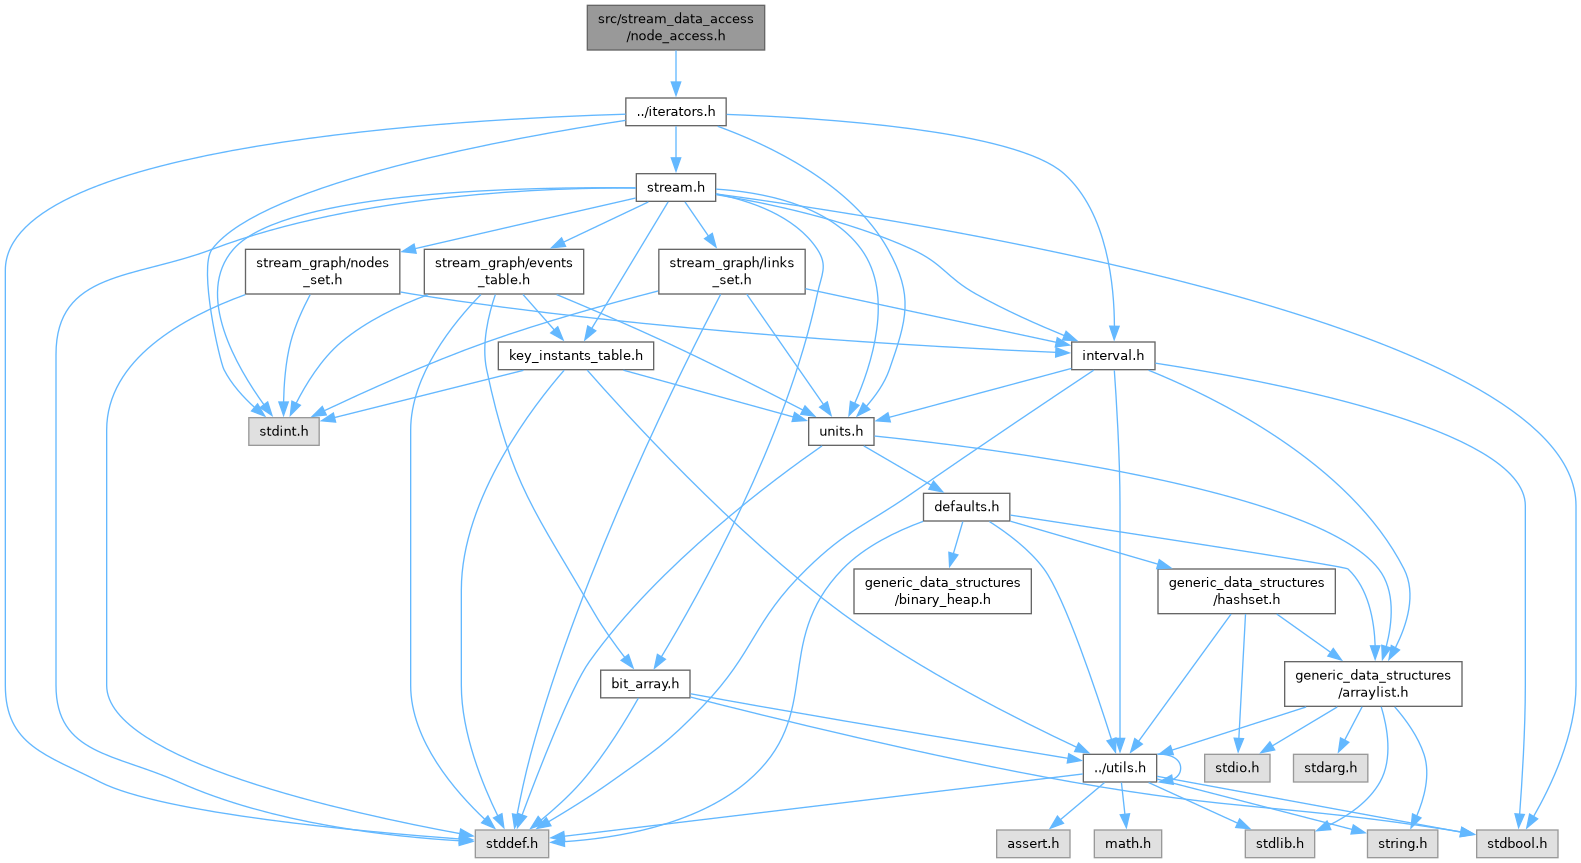 src/stream_data_access
/node_access.h
../iterators.h
stream.h
stream_graph/nodes
_set.h
stream_graph/events
_table.h
stream_graph/links
_set.h
key_instants_table.h
interval.h
stdint.h
units.h
defaults.h
generic_data_structures
/binary_heap.h
generic_data_structures
/hashset.h
bit_array.h
generic_data_structures
/arraylist.h
../utils.h
stdio.h
stdarg.h
stddef.h
assert.h
math.h
stdlib.h
string.h
stdbool.h